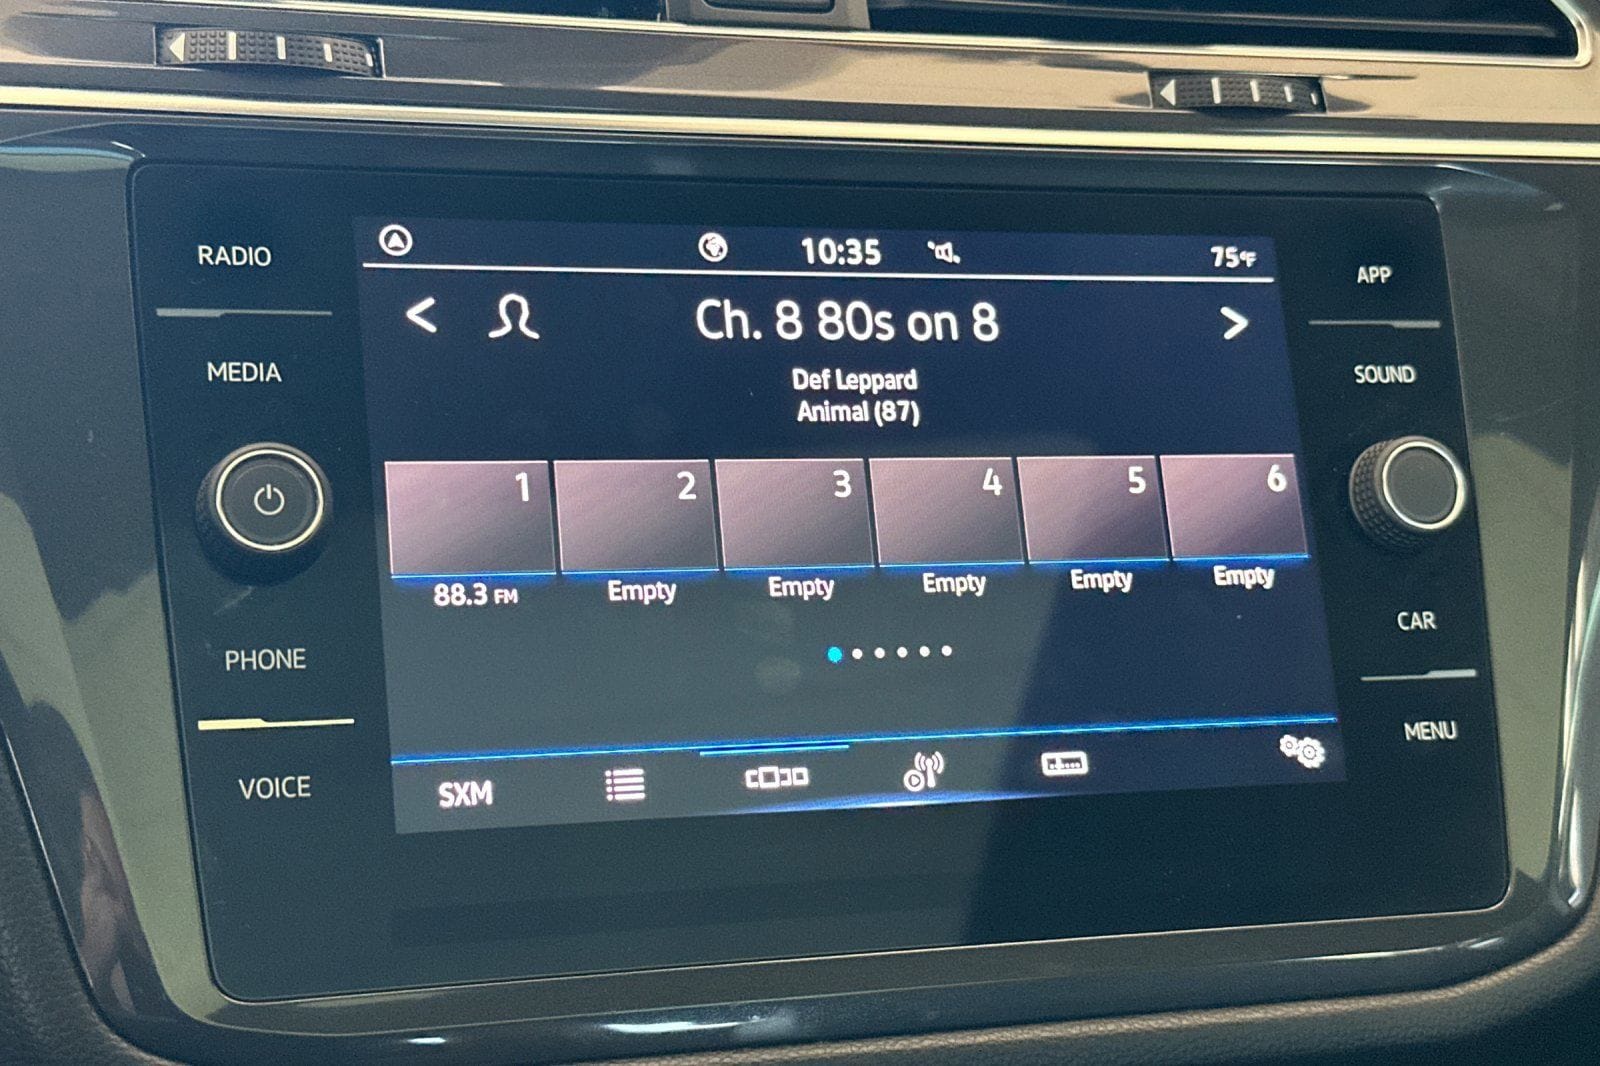 RADIO
MEDIA
PHONE
VOICE
10:35
75°F
Ch. 8 80s on 8
Def Leppard
Animal (87)
1
2
3
4
5
6
88.3 FM
Empty
Empty
Empty
Empty
Empty
SXM
APP
SOUND
CAR
MENU